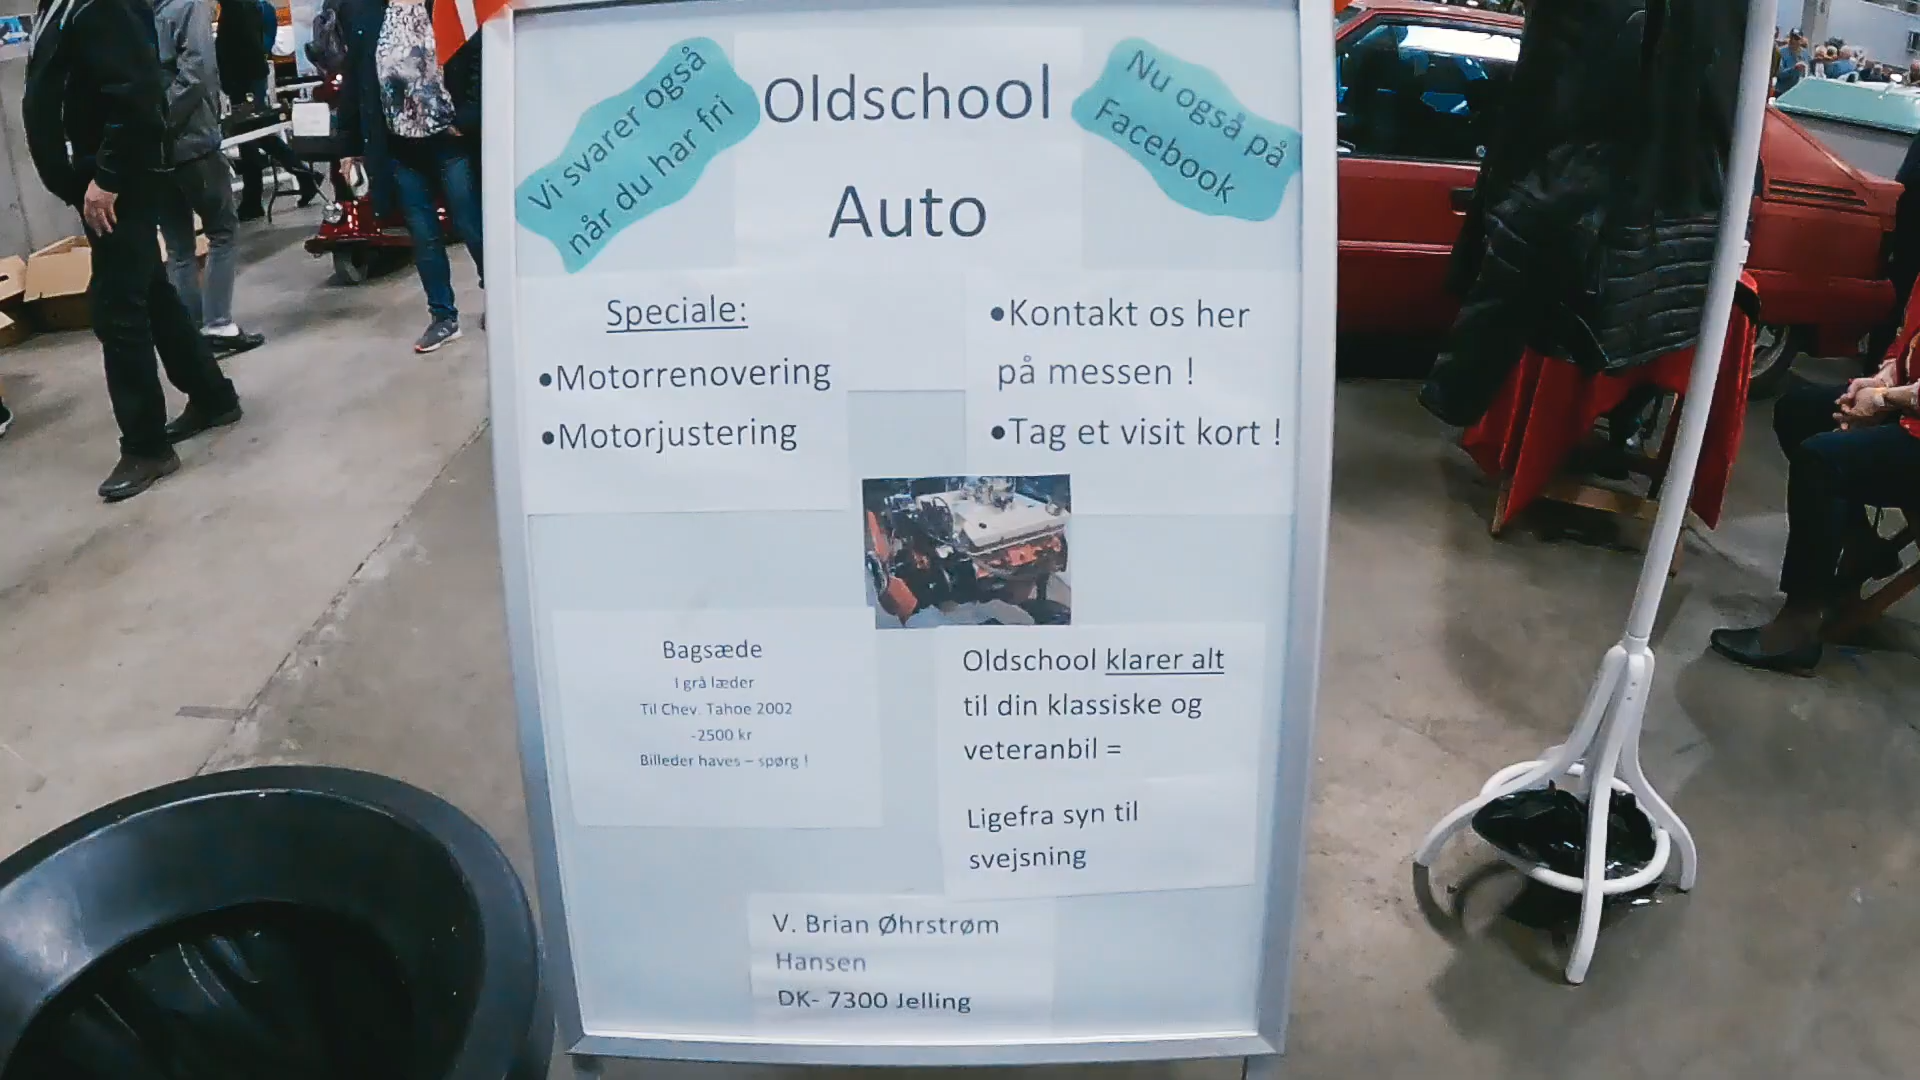 Vi svarer også
når du har fri
Oldschool
Auto
Nu også på
Facebook
Speciale:
•Motorrenovering
•Motorjustering
•Kontakt os her
på messen !
•Tag et visit kort !
Bagsæde
I grå læder
Til Chev. Tahoe 2002
-2500 kr
Billeder haves – spørg !
Oldschool klarer alt
til din klassiske og
veteranbil =
Ligefra syn til
svejsning
V. Brian Øhrstrøm
Hansen
DK- 7300 Jelling